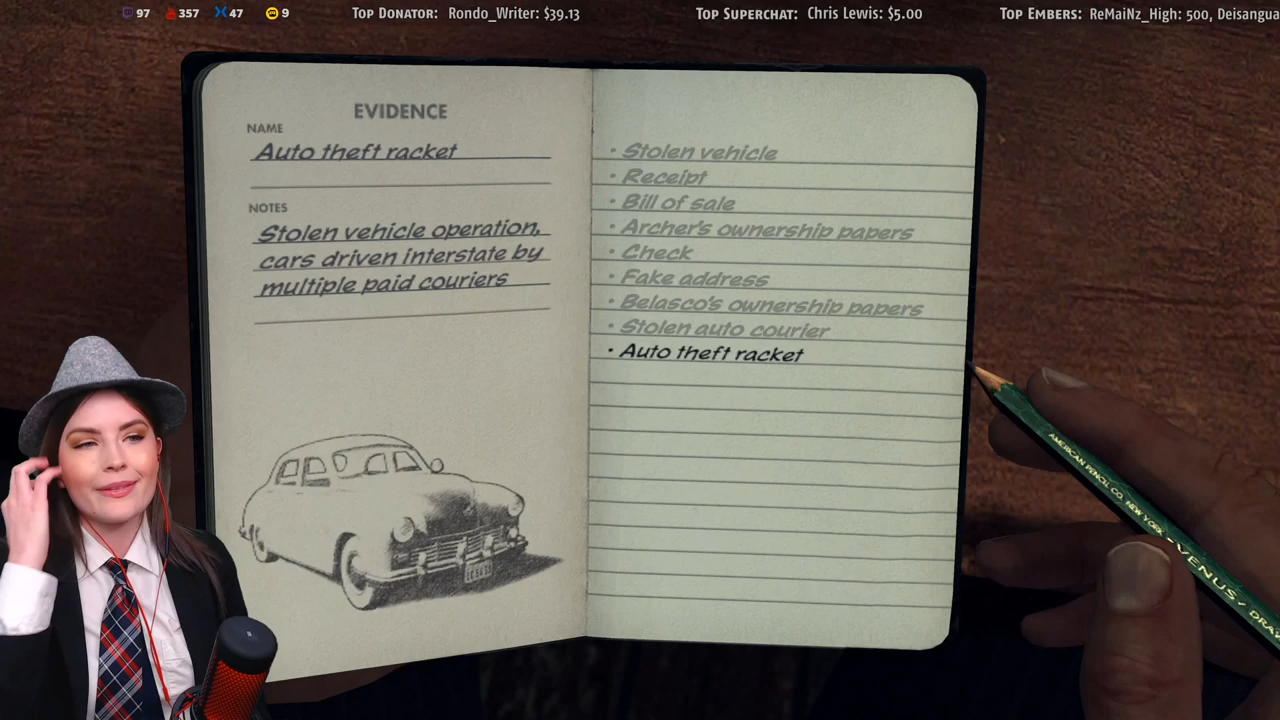 97 357 47 9 Top Donator: Rondo_Writer: $39.13 Top Superchat: Chris Lewis: $5.00 Top Embers: ReMaiNz_High: 500, Deisangua
EVIDENCE
NAME
Auto theft racket
NOTES
Stolen vehicle operation,
cars driven interstate by
multiple paid couriers
• Stolen vehicle
• Receipt
• Bill of sale
• Archer's ownership papers
• Check
• Fake address
• Belasco's ownership papers
• Stolen auto courier
• Auto theft racket
AMERICAN PENCIL CO. NEW YORK VENUS